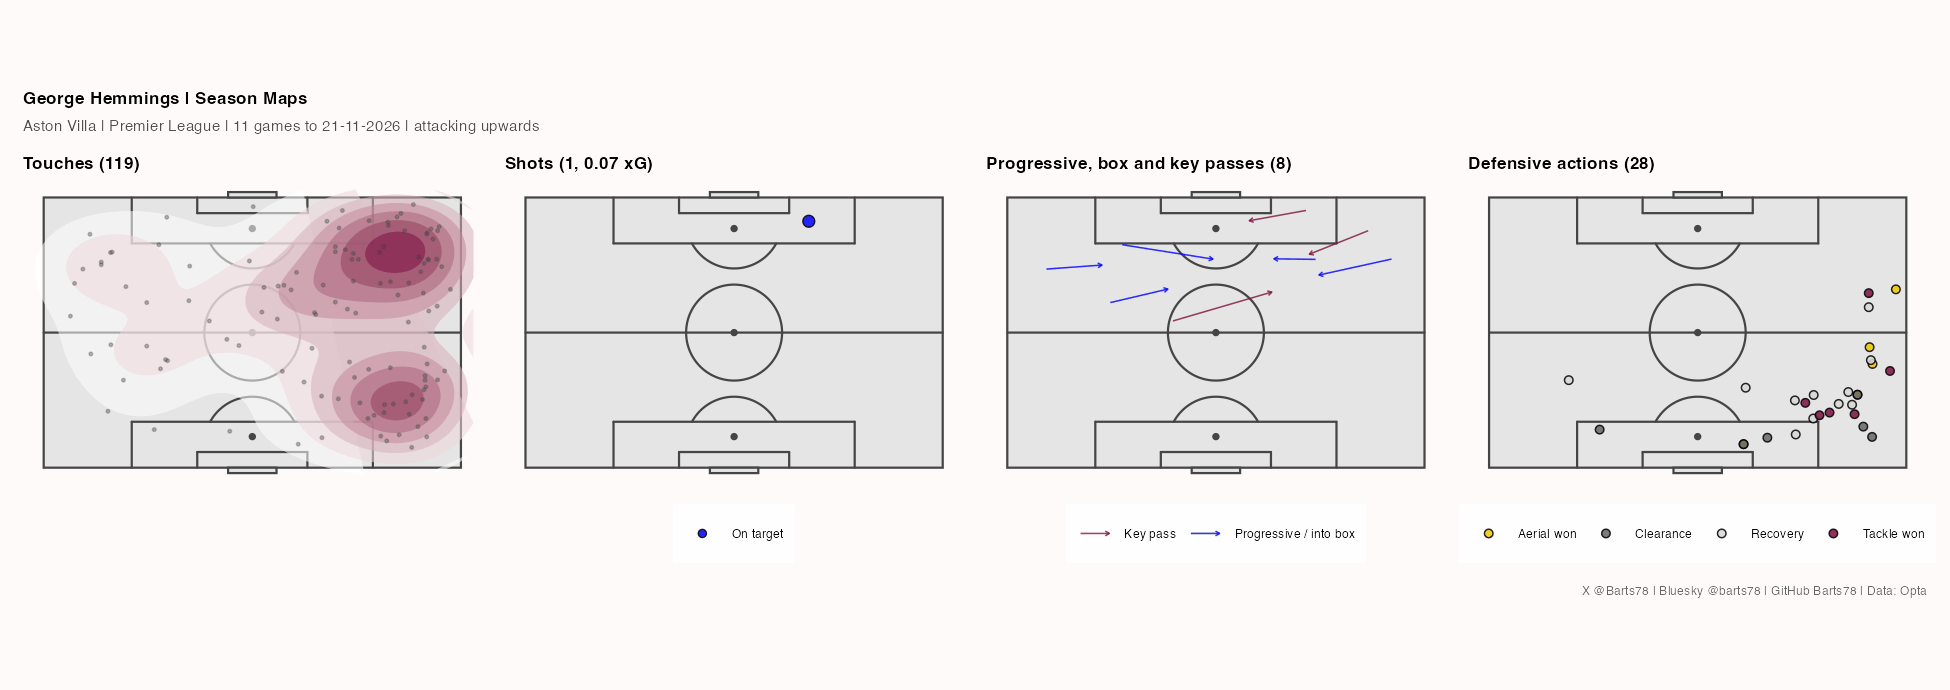 George Hemmings | Season Maps
Aston Villa | Premier League | 11 games to 21-11-2026 | attacking upwards
Touches (119)
Shots (1, 0.07 xG)
Progressive, box and key passes (8)
Defensive actions (28)
On target
Key pass
Progressive / into box
Aerial won
Clearance
Recovery
Tackle won
X @Barts78 | Bluesky @barts78 | GitHub Barts78 | Data: Opta